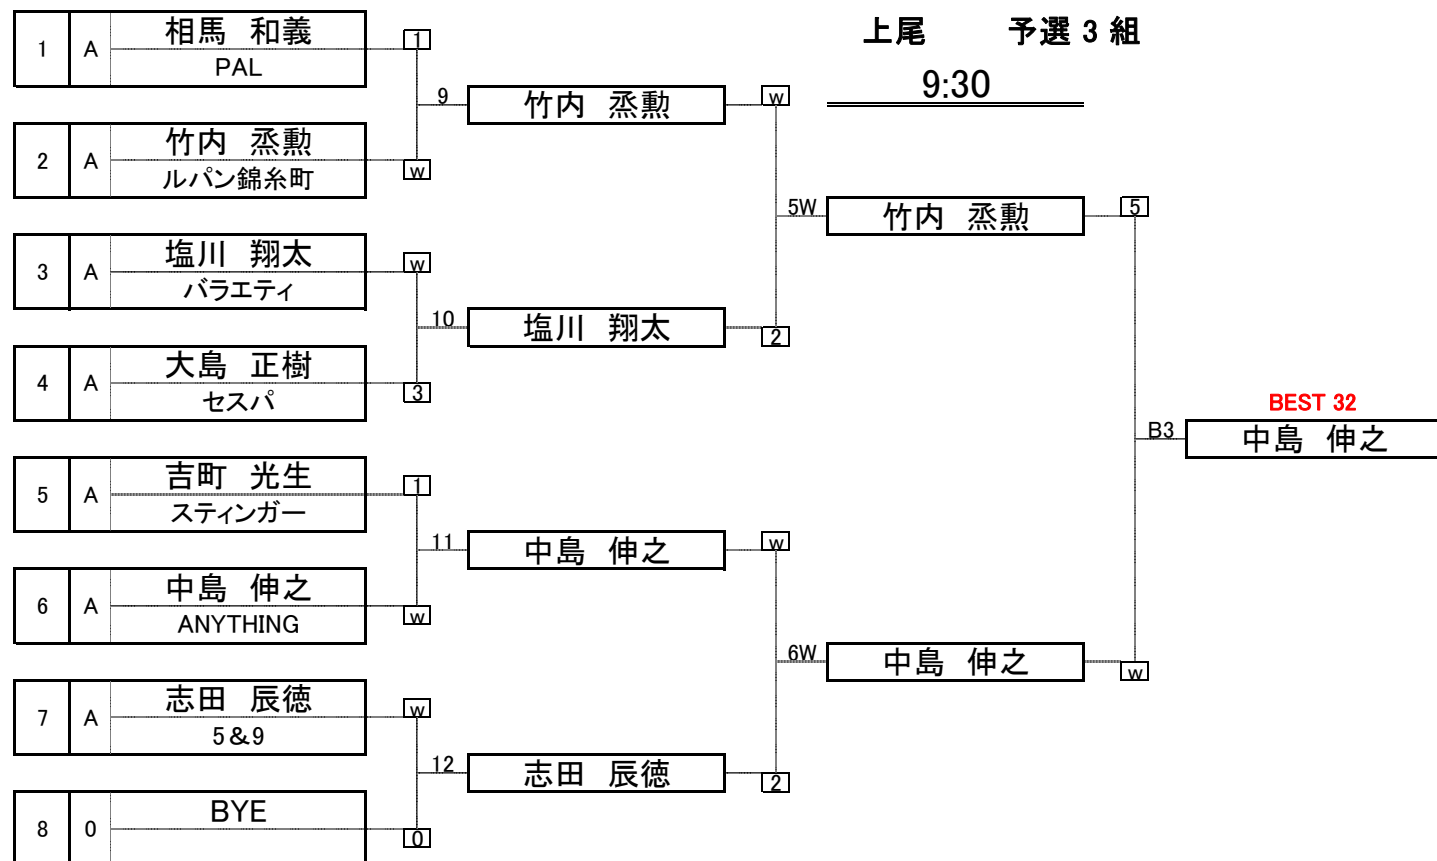 上尾 予選 3 組
9:30
1 A 相馬 和義
PAL
1
2 A 竹内 烝勲
ルパン錦糸町
w
9 竹内 烝勲
w
3 A 塩川 翔太
バラエティ
w
4 A 大島 正樹
セスパ
3
10 塩川 翔太
2
5W 竹内 烝勲
5
5 A 吉町 光生
スティンガー
1
6 A 中島 伸之
ANYTHING
w
11 中島 伸之
w
7 A 志田 辰徳
5&9
w
8 0 BYE
0
12 志田 辰徳
2
6W 中島 伸之
w
BEST 32
B3 中島 伸之